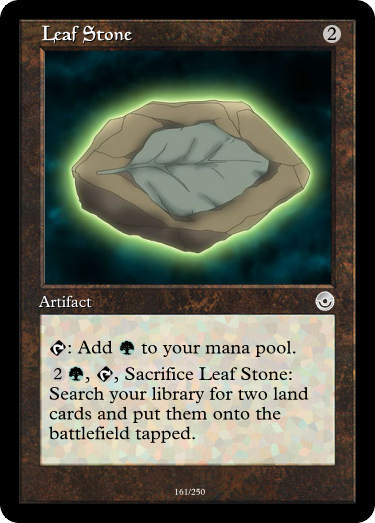 Leaf Stone 2
Artifact
: Add to your mana pool.
2 , , Sacrifice Leaf Stone:
Search your library for two land
cards and put them onto the
battlefield tapped.
161/250